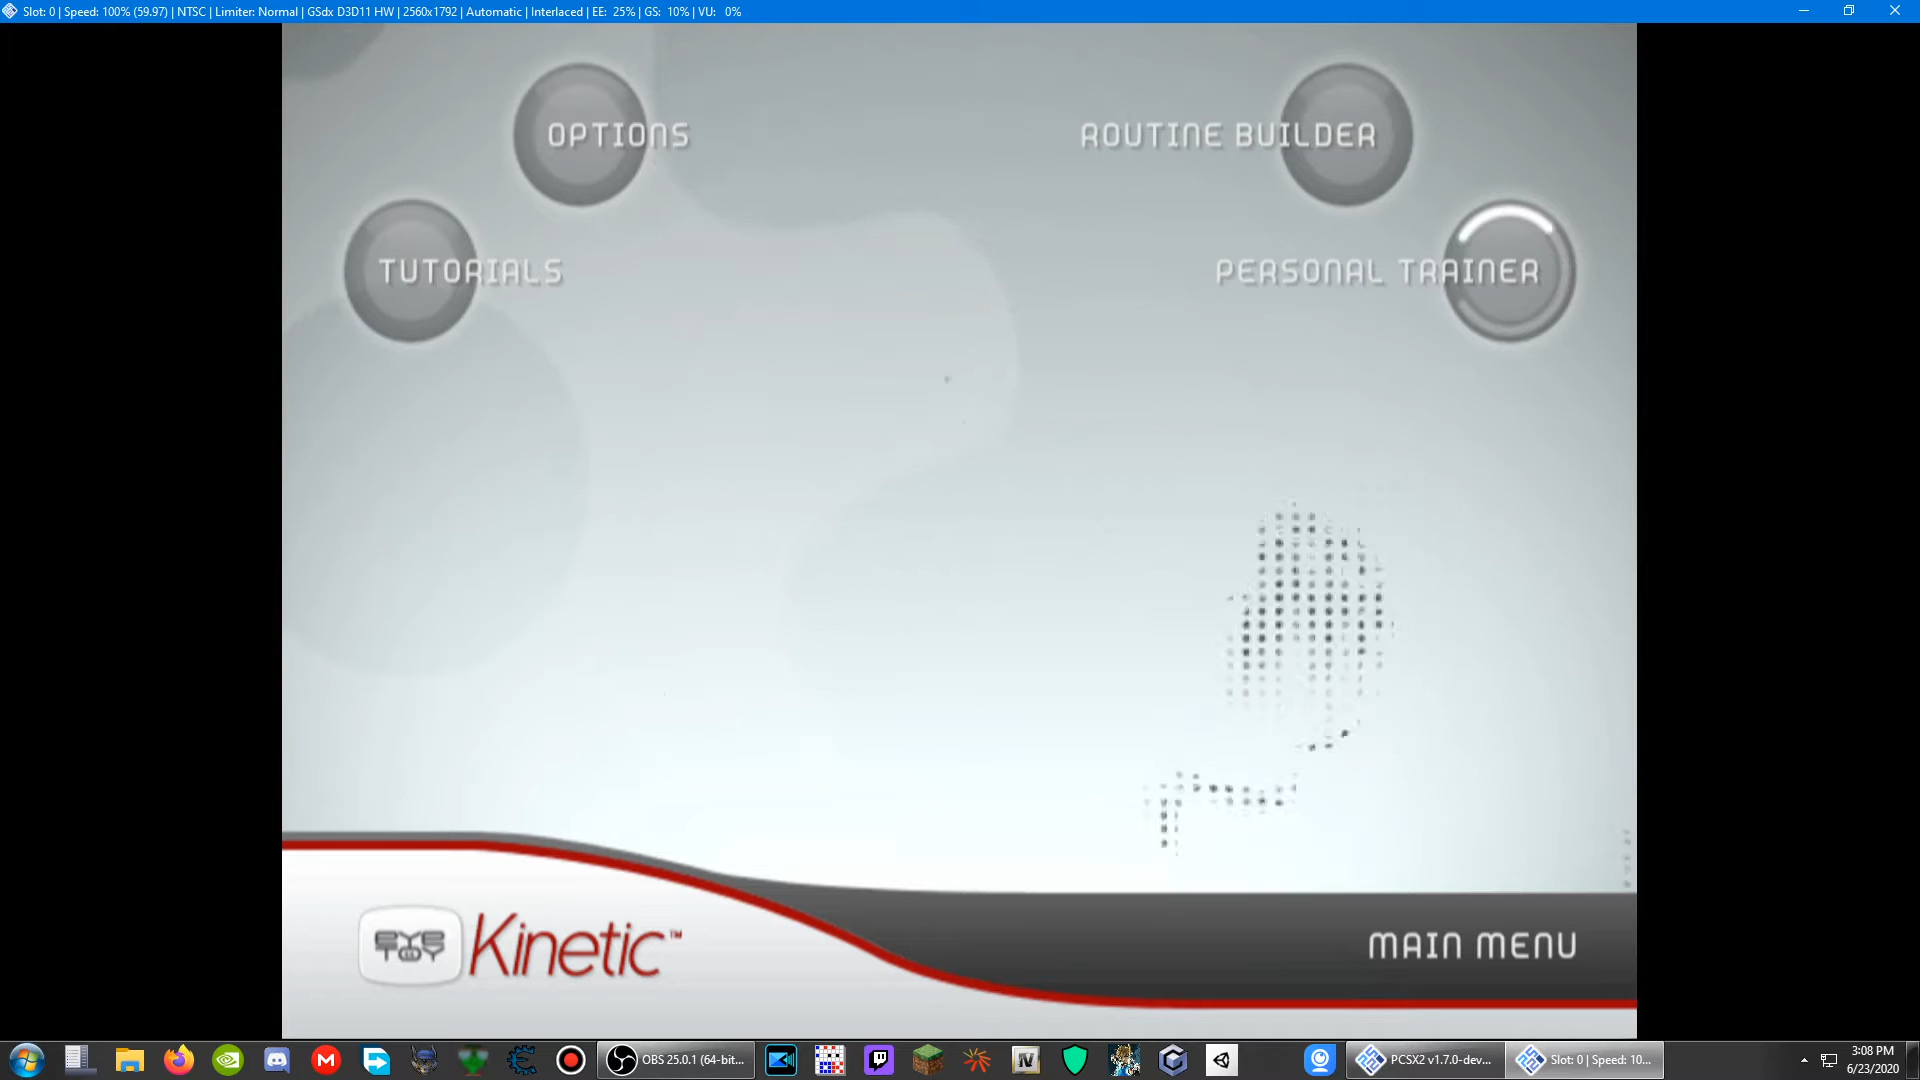 Slot: 0 | Speed: 100% (59.97) | NTSC | Limiter: Normal | GSdx D3D11 HW | 2560x1792 | Automatic | Interlaced | EE: 25% | GS: 10% | VU: 0%
OPTIONS
ROUTINE BUILDER
TUTORIALS
PERSONAL TRAINER
EYE TOY Kinetic™
MAIN MENU
OBS 25.0.1 (64-bit...
IV
PCSX2 v1.7.0-dev...
Slot: 0 | Speed: 10...
3:08 PM
6/23/2020